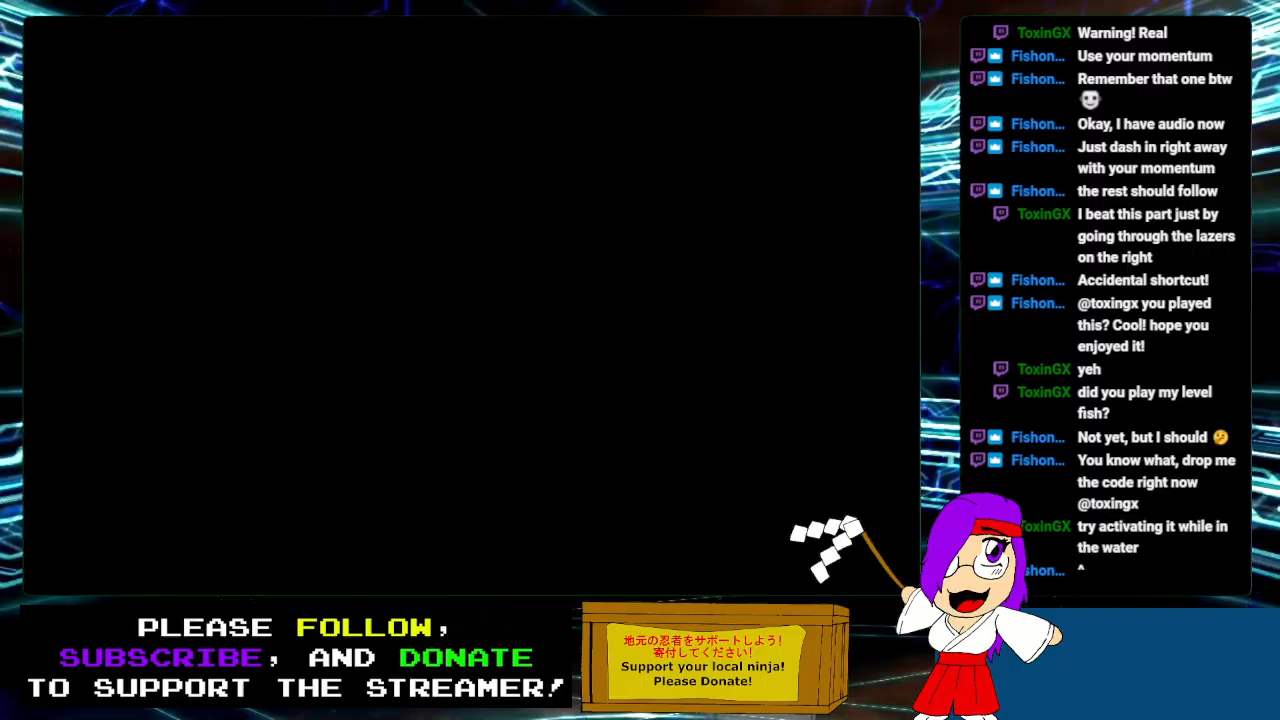 ToxinGX Warning! Real
Fishon... Use your momentum
Fishon... Remember that one btw
Fishon... Okay, I have audio now
Fishon... Just dash in right away
with your momentum
Fishon... the rest should follow
ToxinGX I beat this part just by
going through the lazers
on the right
Fishon... Accidental shortcut!
Fishon... @toxingx you played
this? Cool! hope you
enjoyed it!
ToxinGX yeh
ToxinGX did you play my level
fish?
Fishon... Not yet, but I should 🤔
Fishon... You know what, drop me
the code right now
@toxingx
oxinGX try activating it while in
the water
shon... ^
PLEASE FOLLOW,
SUBSCRIBE, AND DONATE
TO SUPPORT THE STREAMER!
地元の忍者をサポートしよう!
寄付してください!
Support your local ninja!
Please Donate!